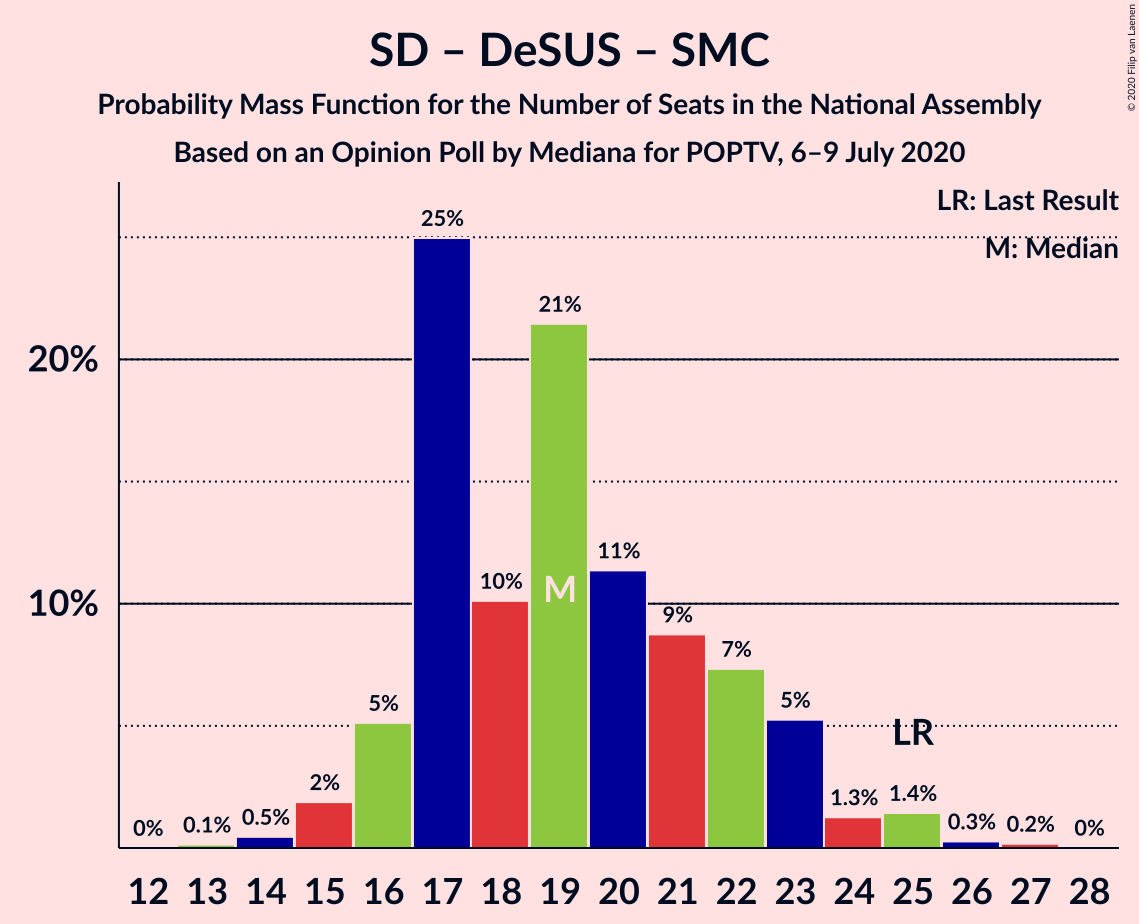 SD – DeSUS – SMC
Probability Mass Function for the Number of Seats in the National Assembly
Based on an Opinion Poll by Mediana for POPTV, 6–9 July 2020
© 2020 Filip van Laenen
LR: Last Result
M: Median
25%
21%
20%
11%
10%
M
10%
9%
7%
5%
5%
LR
2%
1.3%
1.4%
0%
0.1%
0.5%
0.3%
0.2%
0%
12 13 14 15 16 17 18 19 20 21 22 23 24 25 26 27 28